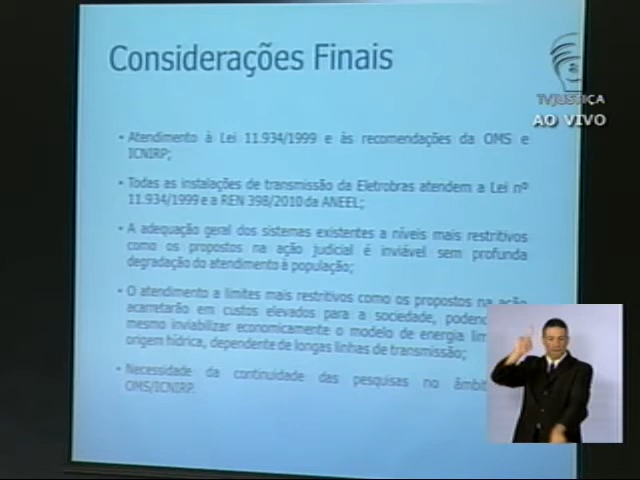 Considerações Finais
TVJUSTIÇA
AO VIVO
• Atendimento à Lei 11.934/1999 e às recomendações da OMS e
ICNIRP;
• Todas as instalações de transmissão da Eletrobras atendem a Lei nº
11.934/1999 e a REN 398/2010 da ANEEL;
• A adequação geral dos sistemas existentes a níveis mais restritivos
como os propostos na ação judicial é inviável sem profunda
degradação do atendimento à população;
• O atendimento a limites mais restritivos como os propostos na ação
acarretarão em custos elevados para a sociedade,
mesmo inviabilizar economicamente o modelo de energia
origem hídrica, dependente de longas linhas de transmissão;
• Necessidade da continuidade das pesquisas no
OMS/ICNIRP.